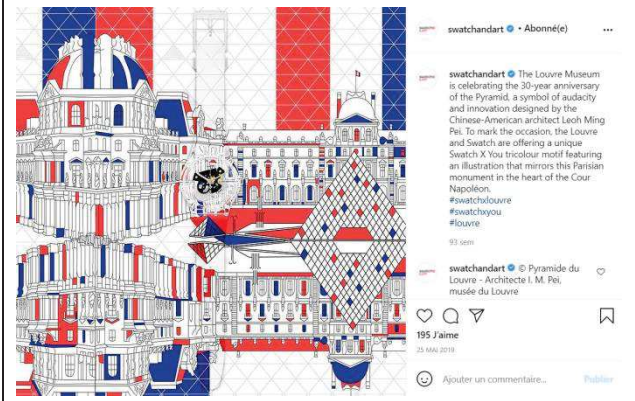 swatchandart • Abonné(e)
swatchandart The Louvre Museum
is celebrating the 30-year anniversary
of the Pyramid, a symbol of audacity
and innovation designed by the
Chinese-American architect Leoh Ming
Pei. To mark the occasion, the Louvre
and Swatch are offering a unique
Swatch X You tricolour motif featuring
an illustration that mirrors this Parisian
monument in the heart of the Cour
Napoléon.
#swatchxlouvre
#swatchxyou
#louvre
93 sem
swatchandart © Pyramide du
Louvre - Architecte I. M. Pei,
musée du Louvre
195 J'aime
25 MAI 2019
Ajouter un commentaire... Publier